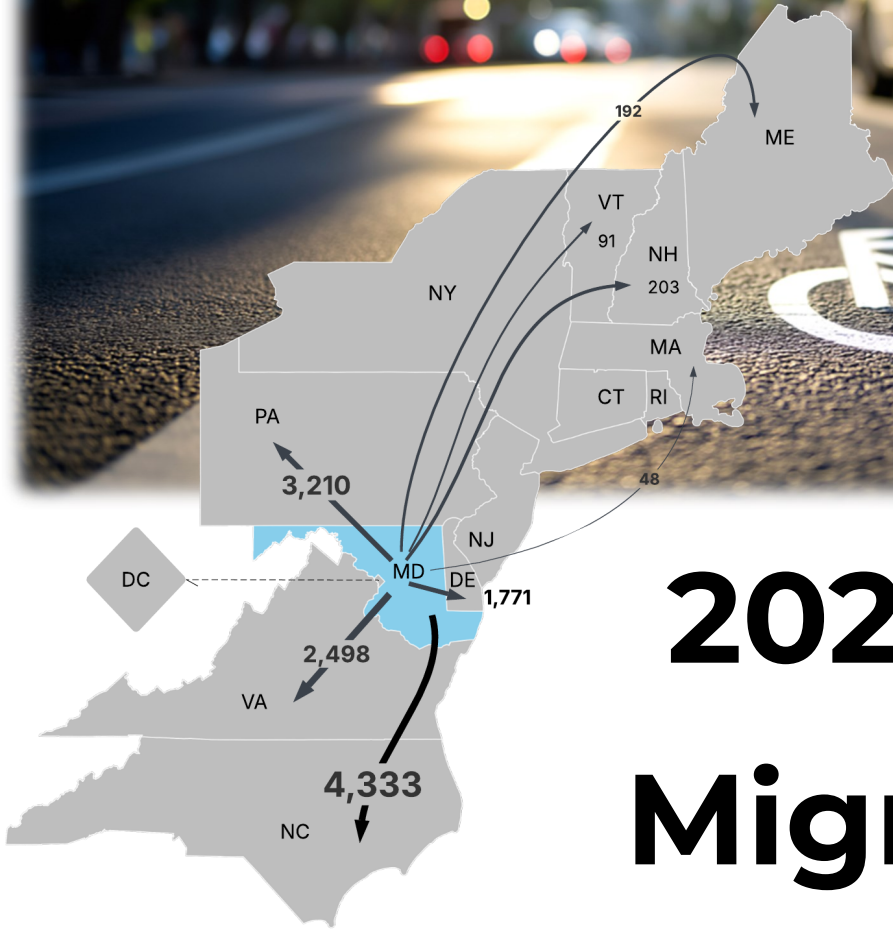 192
ME
VT
91
NH
203
NY
MA
CT
RI
PA
3,210
48
NJ
DC
MD
DE
1,771
2,498
VA
4,333
NC
202
Migr